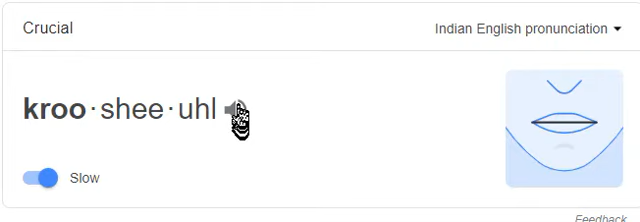 Crucial
Indian English pronunciation
kroo·shee·uhl
Slow
Feedback